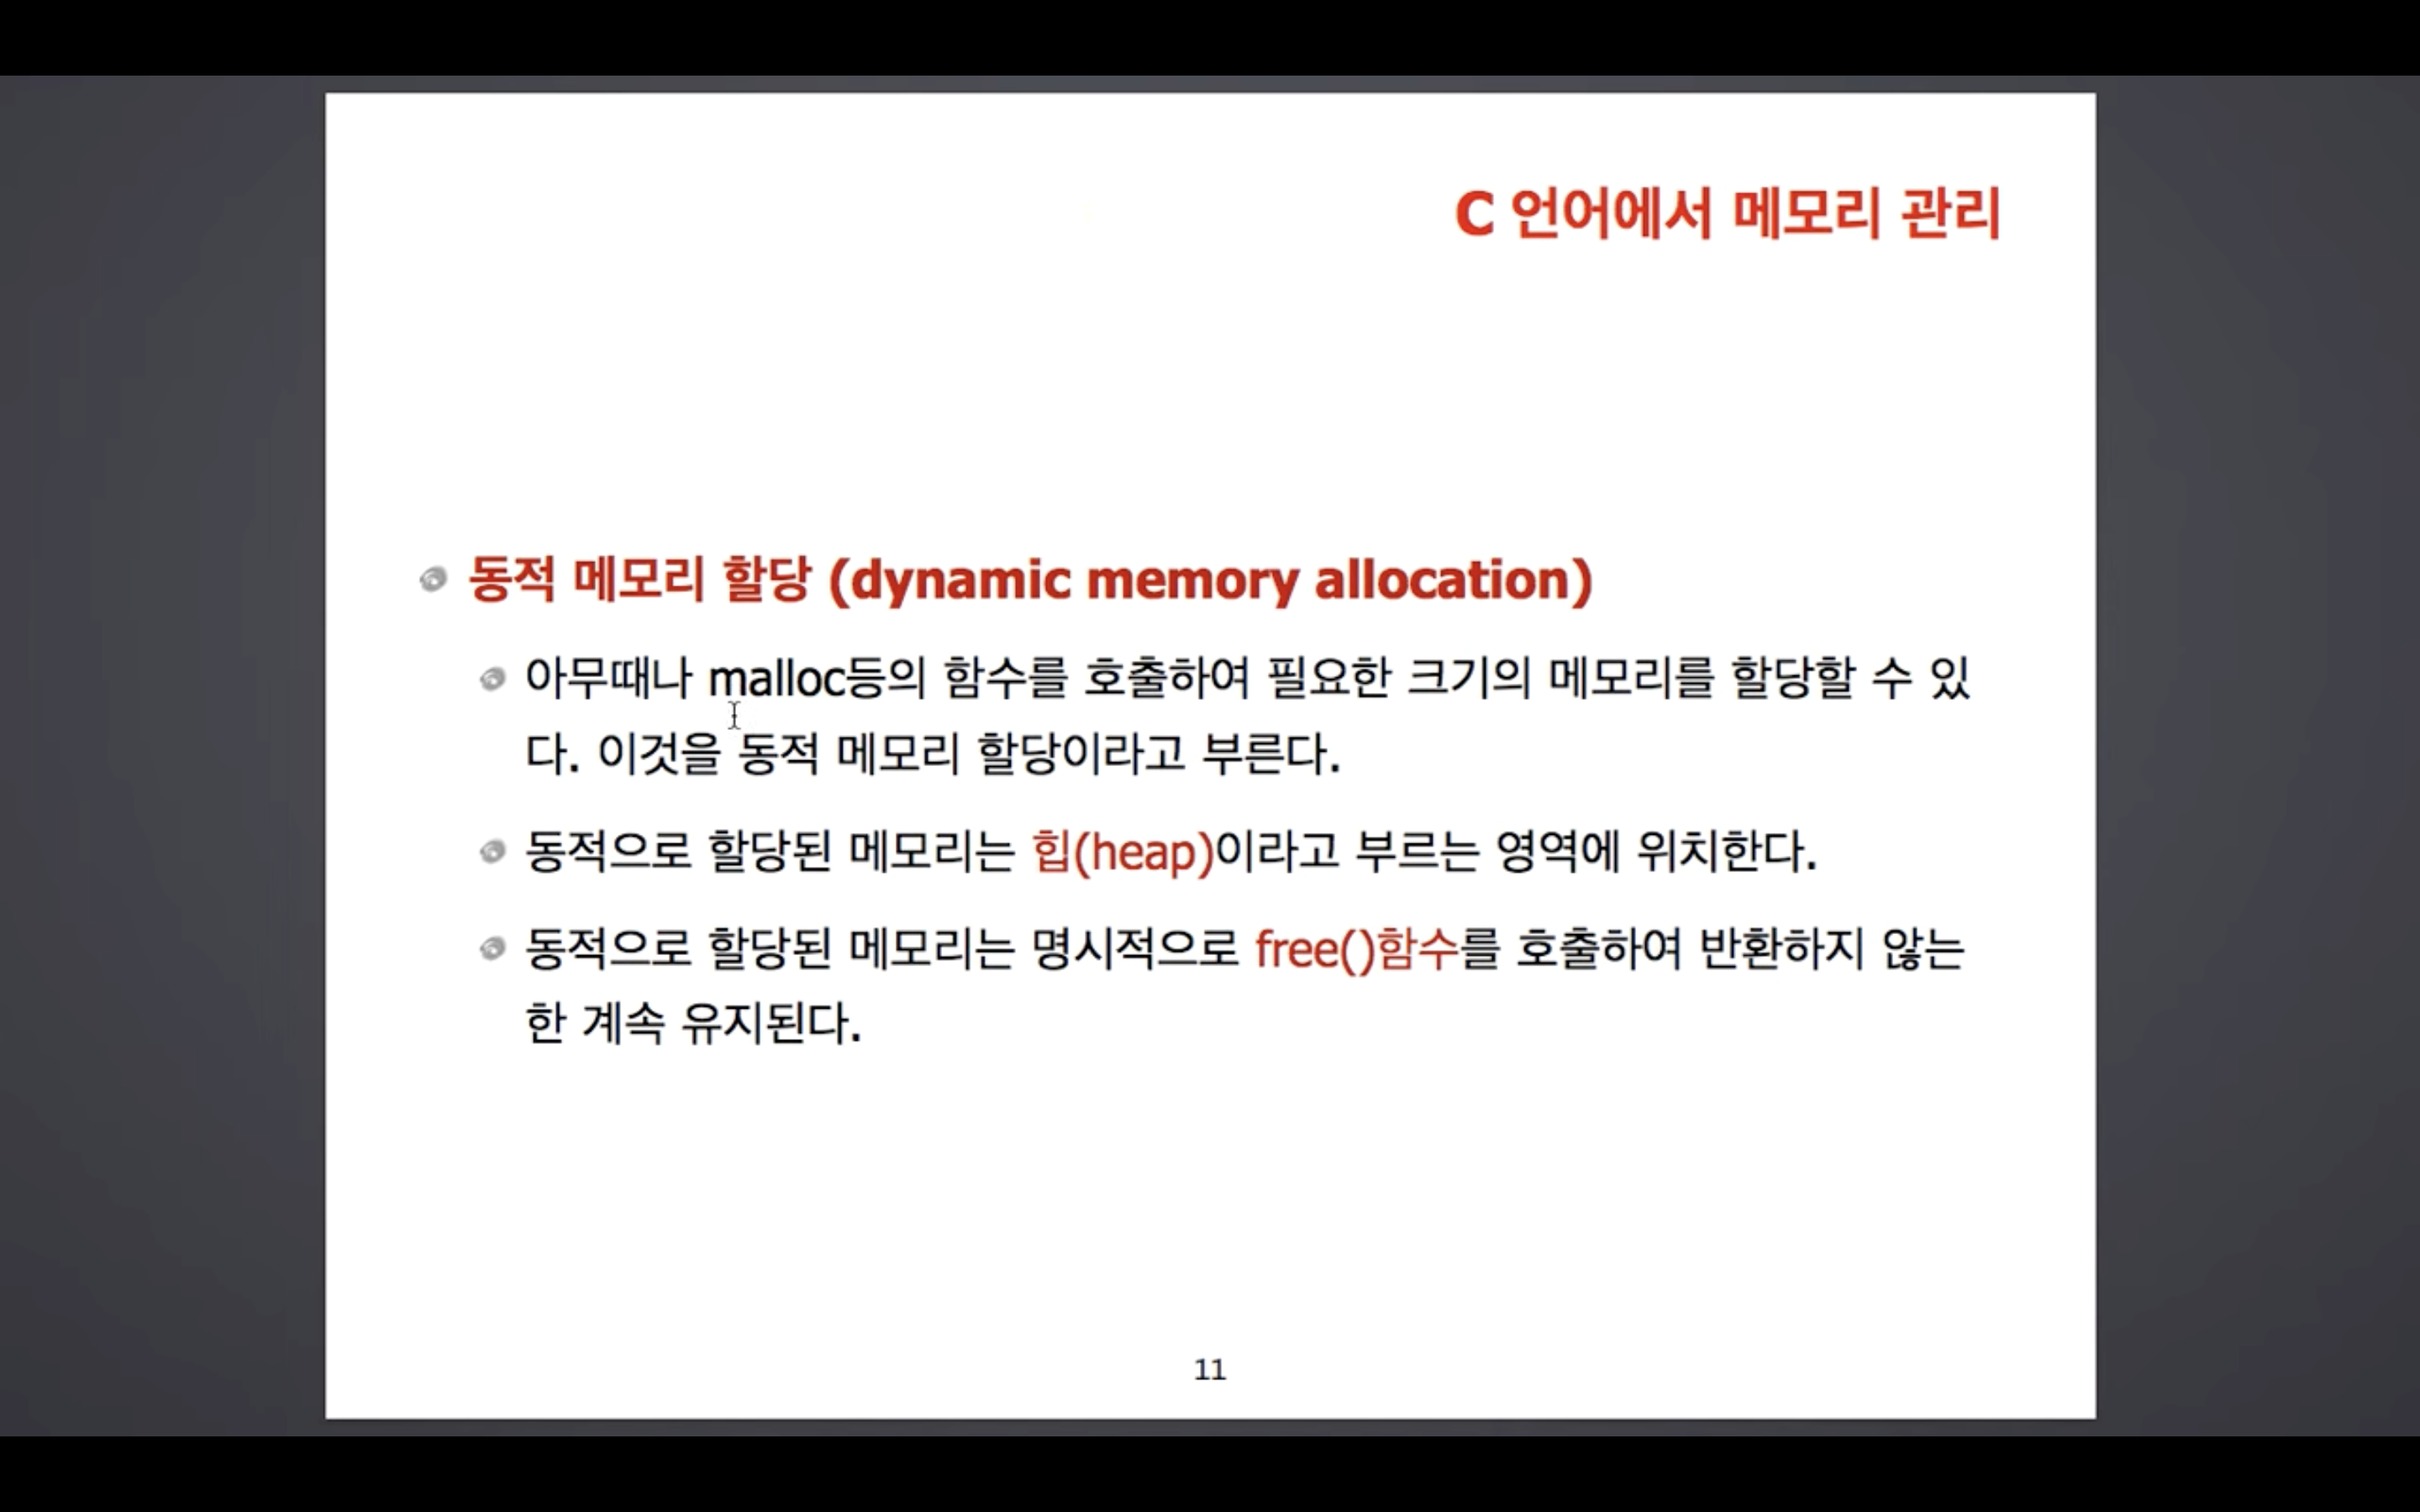 C 언어에서 메모리 관리
동적 메모리 할당 (dynamic memory allocation)
아무때나 malloc등의 함수를 호출하여 필요한 크기의 메모리를 할당할 수 있
다. 이것을 동적 메모리 할당이라고 부른다.
동적으로 할당된 메모리는 힙(heap)이라고 부르는 영역에 위치한다.
동적으로 할당된 메모리는 명시적으로 free()함수를 호출하여 반환하지 않는
한 계속 유지된다.
11